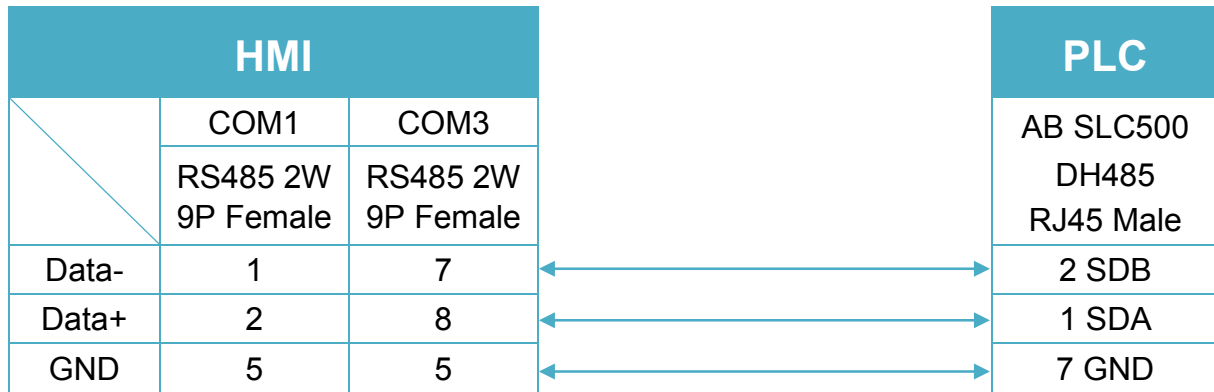 HMI PLC
COM1 COM3 AB SLC500
RS485 2W RS485 2W DH485
9P Female 9P Female RJ45 Male
Data- 1 7 2 SDB
Data+ 2 8 1 SDA
GND 5 5 7 GND